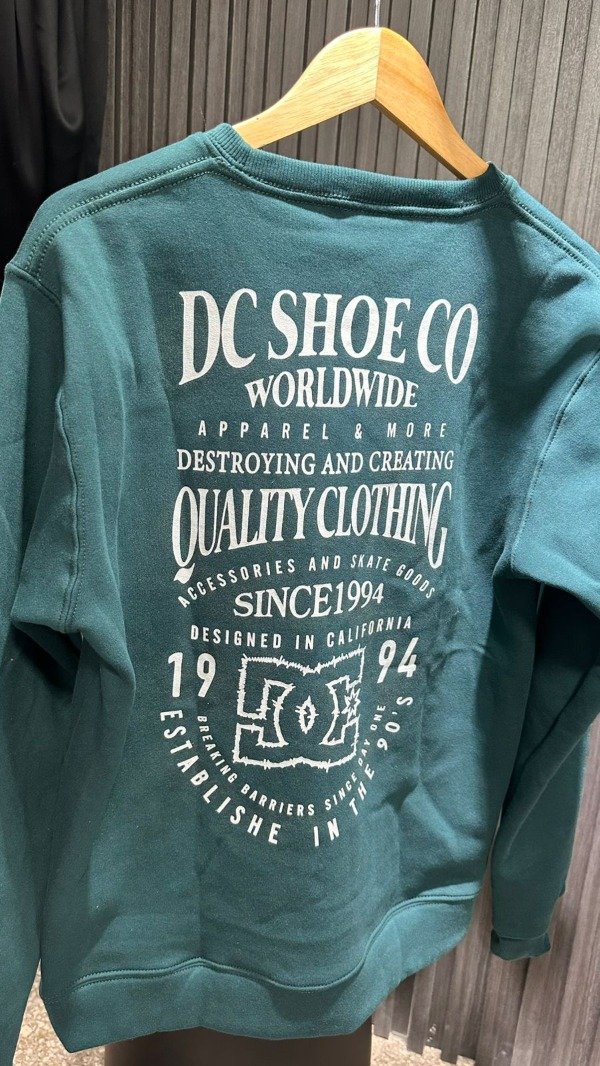 DC SHOE CO
WORLDWIDE
APPAREL & MORE
DESTROYING AND CREATING
QUALITY CLOTHING
ACCESSORIES AND SKATE GOODS
SINCE1994
DESIGNED IN CALIFORNIA
19 94
BREAKING BARRIERS SINCE DAY ONE
ESTABLISHE IN THE 90'S